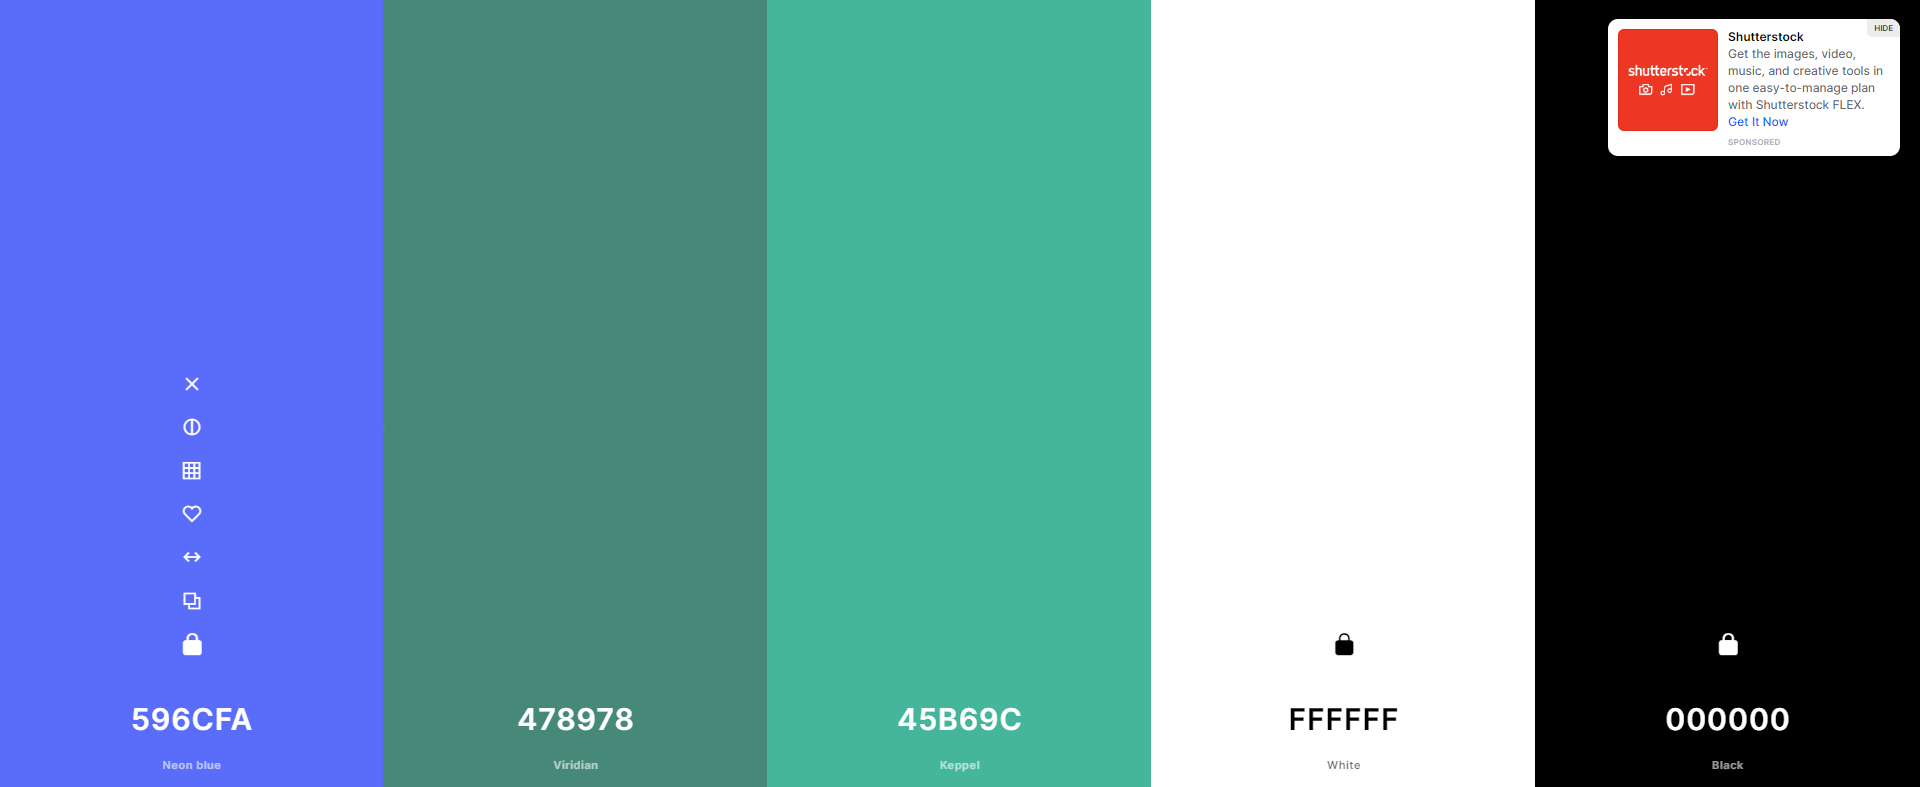 HIDE
shutterstock
Shutterstock
Get the images, video,
music, and creative tools in
one easy-to-manage plan
with Shutterstock FLEX.
Get It Now
SPONSORED
596CFA
Neon blue
478978
Viridian
45B69C
Keppel
FFFFFF
White
000000
Black